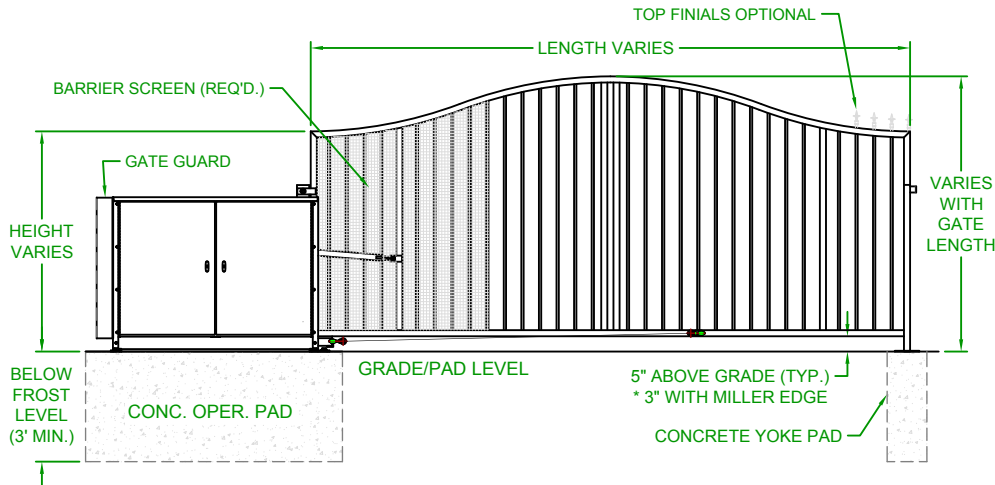 TOP FINIALS OPTIONAL
LENGTH VARIES
BARRIER SCREEN (REQ'D.)
GATE GUARD
HEIGHT
VARIES
VARIES
WITH
GATE
LENGTH
GRADE/PAD LEVEL
5" ABOVE GRADE (TYP.)
* 3" WITH MILLER EDGE
BELOW
FROST
LEVEL
(3' MIN.)
CONC. OPER. PAD
CONCRETE YOKE PAD